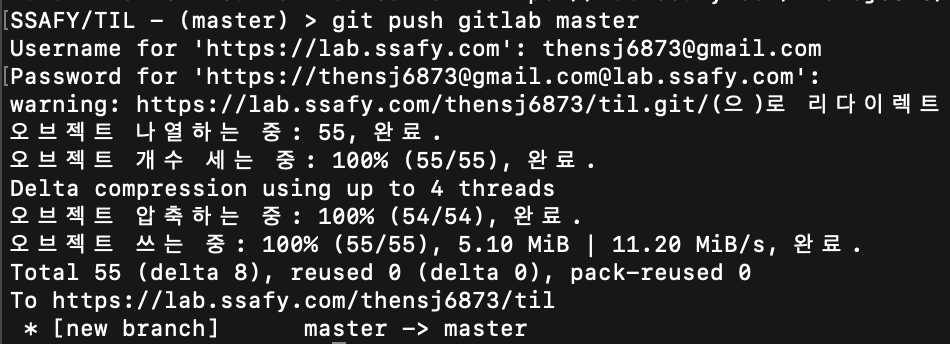 SSAFY/TIL - (master) > git push gitlab master
Username for 'https://lab.ssafy.com': thensj6873@gmail.com
Password for 'https://thensj6873@gmail.com@lab.ssafy.com':
warning: https://lab.ssafy.com/thensj6873/til.git/(으)로 리다이렉트
오브젝트 나열하는 중: 55, 완료.
오브젝트 개수 세는 중: 100% (55/55), 완료.
Delta compression using up to 4 threads
오브젝트 압축하는 중: 100% (54/54), 완료.
오브젝트 쓰는 중: 100% (55/55), 5.10 MiB | 11.20 MiB/s, 완료.
Total 55 (delta 8), reused 0 (delta 0), pack-reused 0
To https://lab.ssafy.com/thensj6873/til
 * [new branch]      master -> master